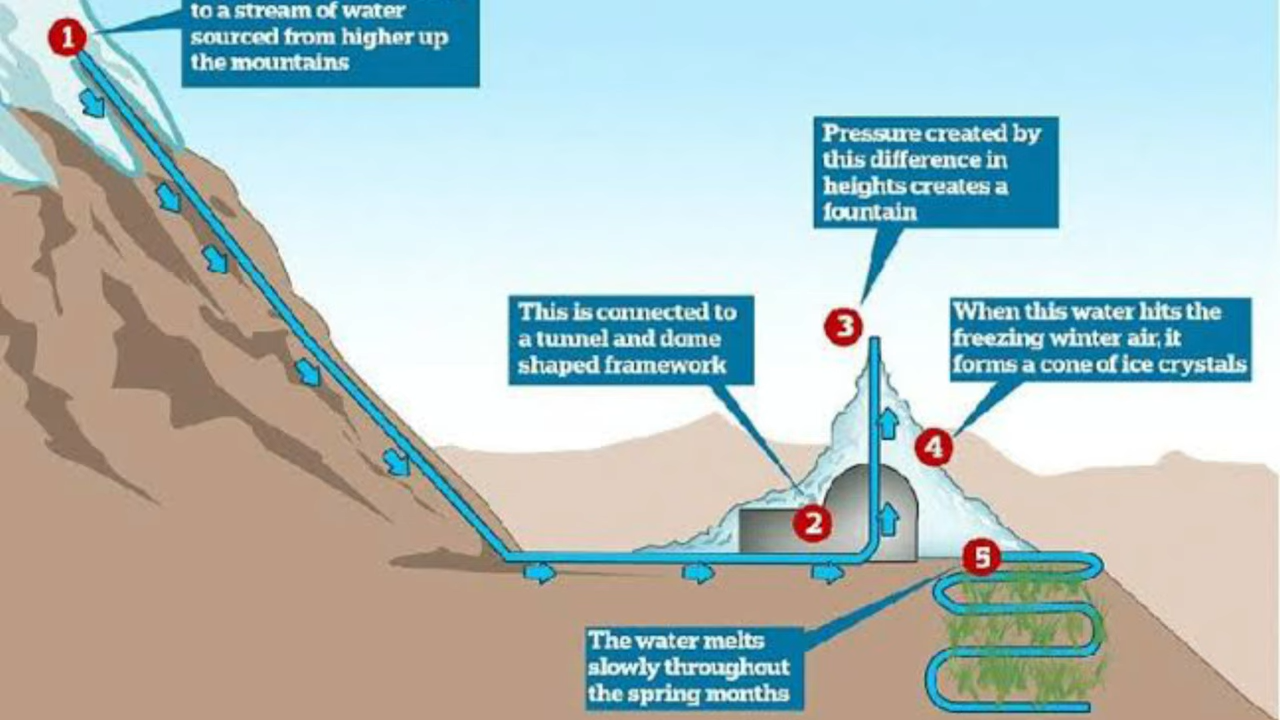 1
to a stream of water
sourced from higher up
the mountains
Pressure created by
this difference in
heights creates a
fountain
3
This is connected to
a tunnel and dome
shaped framework
2
When this water hits the
freezing winter air, it
forms a cone of ice crystals
4
5
The water melts
slowly throughout
the spring months